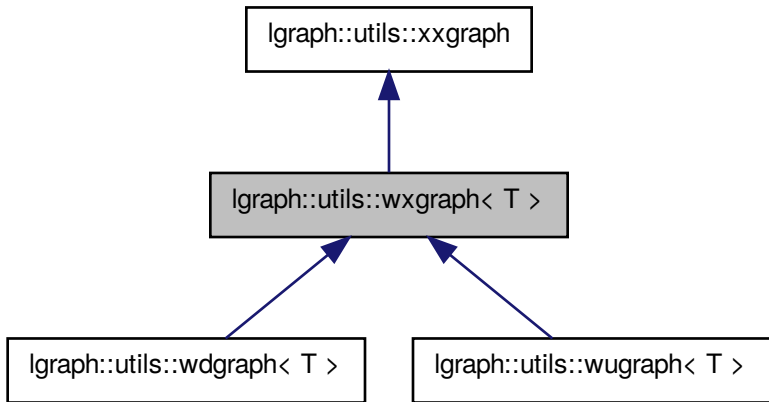 lgraph::utils::xxgraph
lgraph::utils::wxgraph< T >
lgraph::utils::wdgraph< T >
lgraph::utils::wugraph< T >